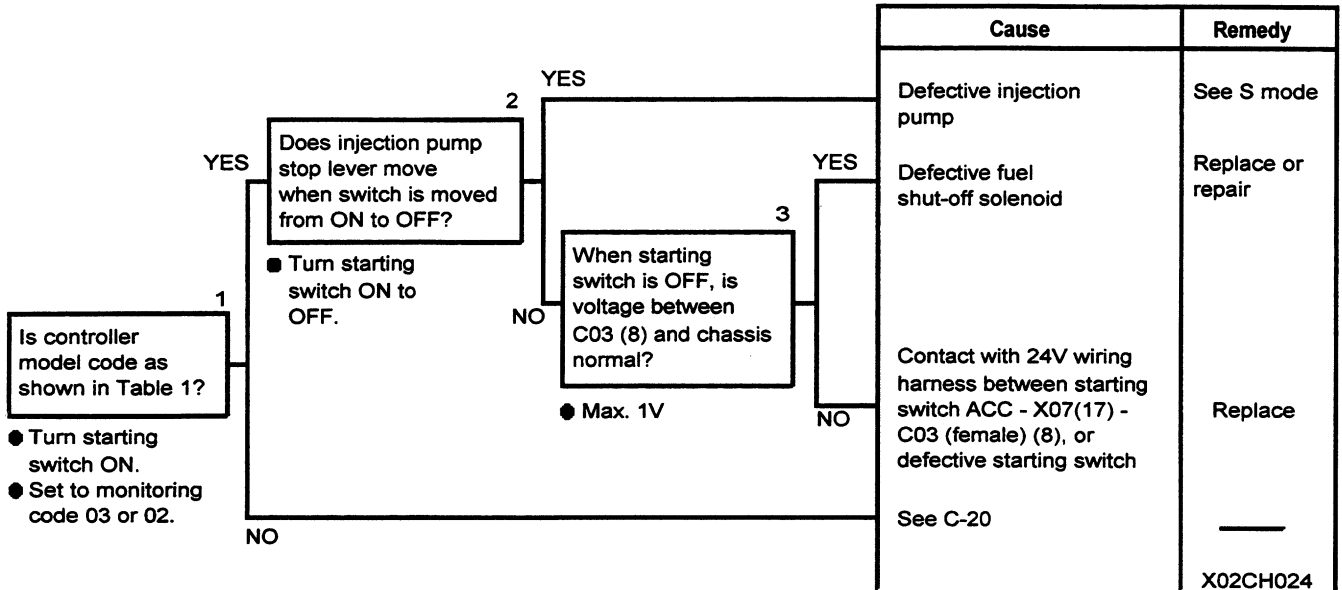 Cause
Remedy
YES
2
Does injection pump
stop lever move
when switch is moved
from ON to OFF?
● Turn starting
switch ON to
OFF.
YES
NO
3
When starting
switch is OFF, is
voltage between
C03 (8) and chassis
normal?
● Max. 1V
YES
NO
1
Is controller
model code as
shown in Table 1?
● Turn starting
switch ON.
● Set to monitoring
code 03 or 02.
NO
Defective injection
pump
See S mode
Defective fuel
shut-off solenoid
Replace or
repair
Contact with 24V wiring
harness between starting
switch ACC - X07(17) -
C03 (female) (8), or
defective starting switch
Replace
See C-20
X02CH024